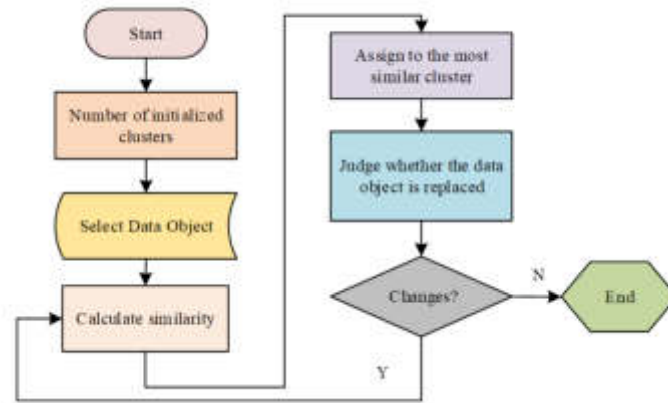 Start
Number of initialized
clusters
Select Data Object
Calculate similarity
Assign to the most
similar cluster
Judge whether the data
object is replaced
Changes?
N
End
Y